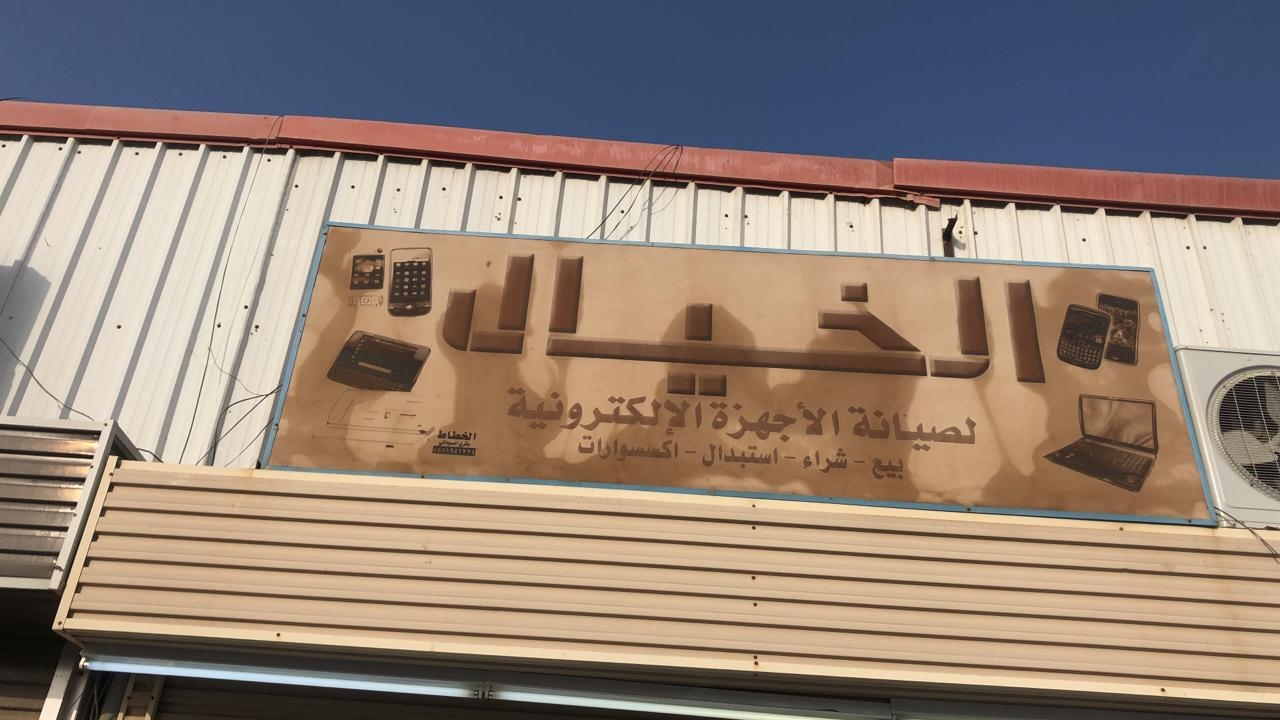 الخيال
لصيانة الأجهزة الإلكترونية
بيع - شراء - استبدال - اكسسوارات
الخطاط